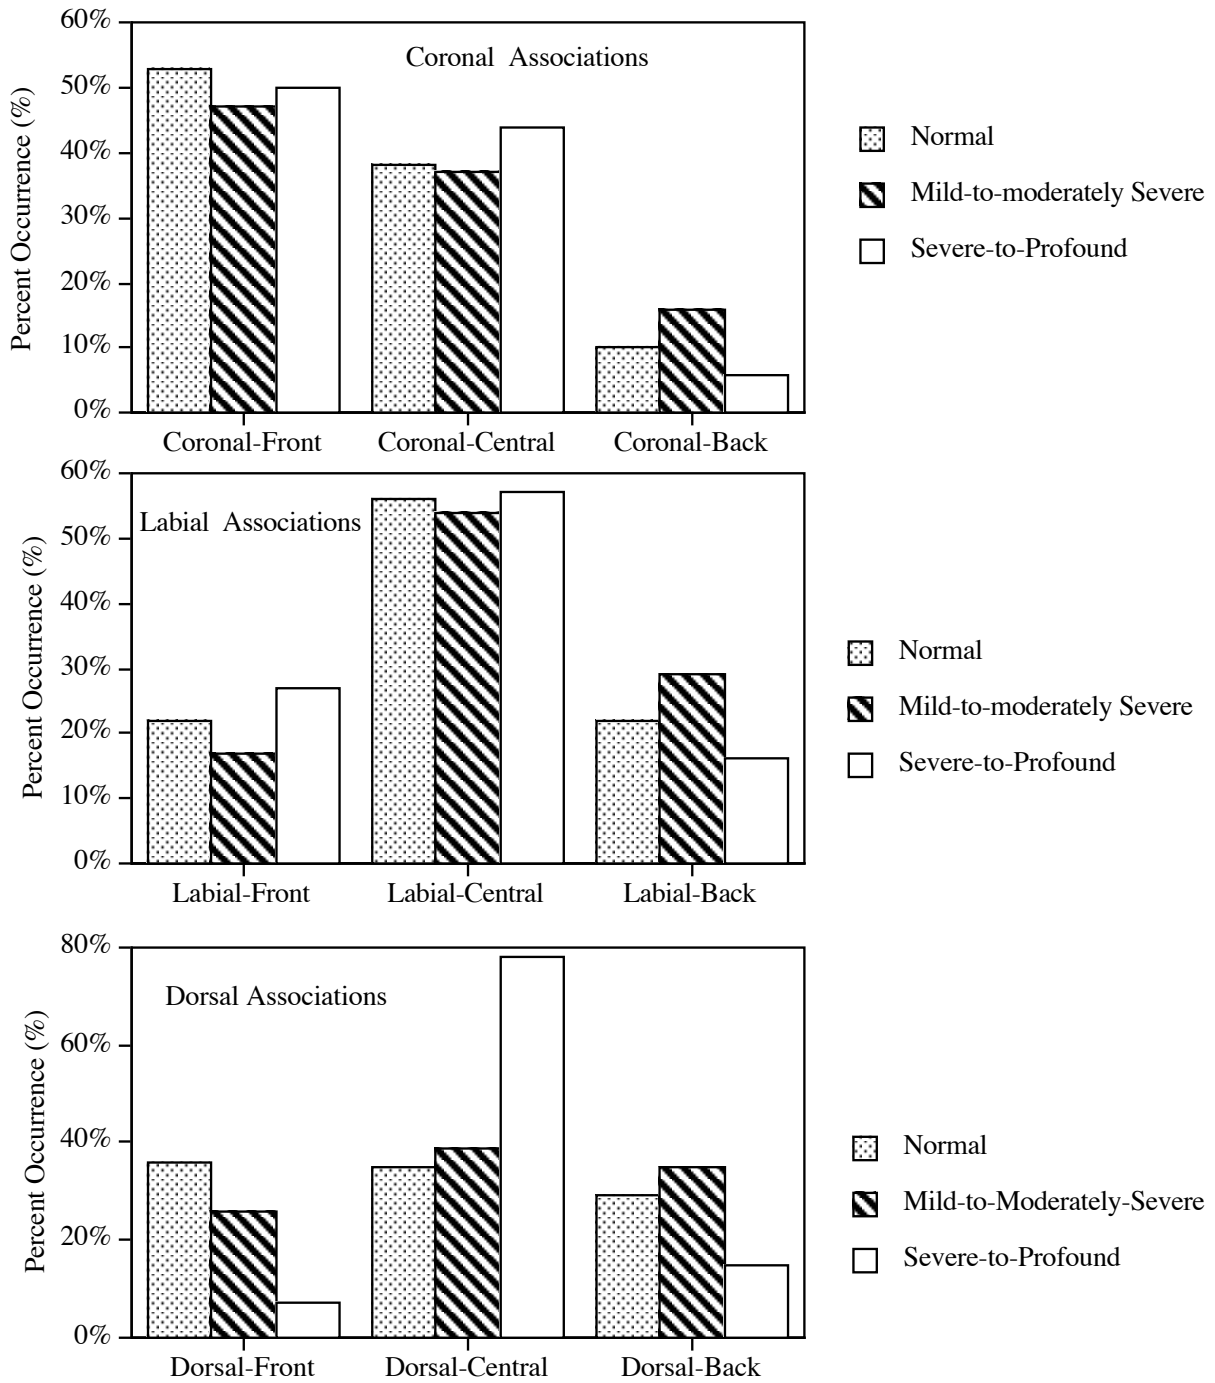 60%
Coronal Associations
50%
40%
30%
20%
10%
0%
Percent Occurrence (%)
Coronal-Front
Coronal-Central
Coronal-Back
Normal
Mild-to-moderately Severe
Severe-to-Profound
60%
Labial Associations
50%
40%
30%
20%
10%
0%
Percent Occurrence (%)
Labial-Front
Labial-Central
Labial-Back
Normal
Mild-to-moderately Severe
Severe-to-Profound
80%
Dorsal Associations
60%
40%
20%
0%
Percent Occurrence (%)
Dorsal-Front
Dorsal-Central
Dorsal-Back
Normal
Mild-to-Moderately-Severe
Severe-to-Profound